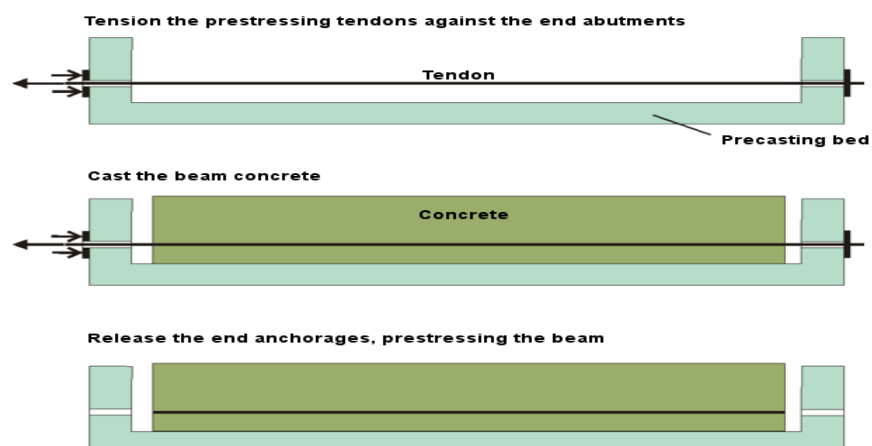 Tension the prestressing tendons against the end abutments
Tendon
Precasting bed
Cast the beam concrete
Concrete
Release the end anchorages, prestressing the beam